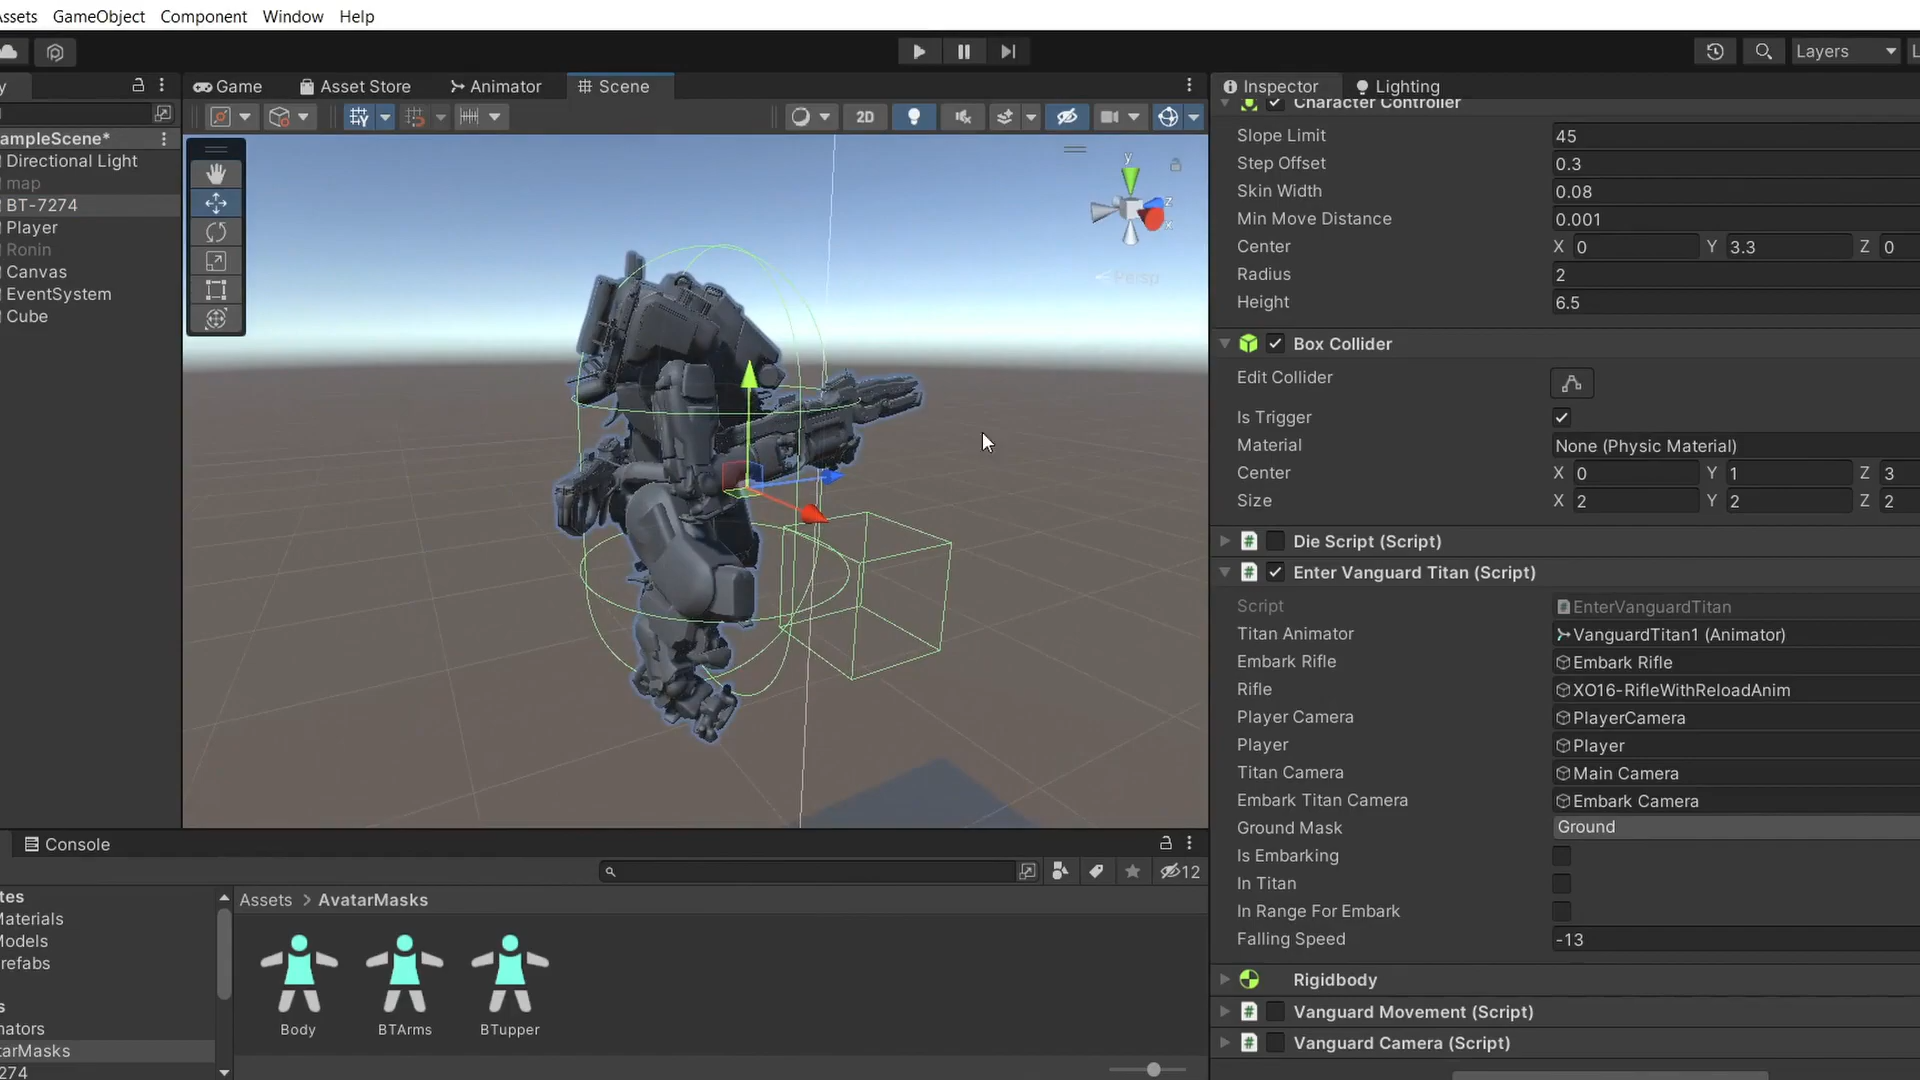 Assets GameObject Component Window Help
Layers
Game Asset Store Animator Scene
Inspector Lighting
2D
ampleScene*
Directional Light
map
BT-7274
Player
Ronin
Canvas
EventSystem
Cube
y
z
x
Persp
Character Controller
Slope Limit 45
Step Offset 0.3
Skin Width 0.08
Min Move Distance 0.001
Center X 0 Y 3.3 Z 0
Radius 2
Height 6.5
Box Collider
Edit Collider
Is Trigger
Material None (Physic Material)
Center X 0 Y 1 Z 3
Size X 2 Y 2 Z 2
Die Script (Script)
Enter Vanguard Titan (Script)
Script EnterVanguardTitan
Titan Animator VanguardTitan1 (Animator)
Embark Rifle Embark Rifle
Rifle XO16-RifleWithReloadAnim
Player Camera PlayerCamera
Player Player
Titan Camera Main Camera
Embark Titan Camera Embark Camera
Ground Mask Ground
Is Embarking
In Titan
In Range For Embark
Falling Speed -13
Rigidbody
Vanguard Movement (Script)
Vanguard Camera (Script)
Console
12
tes
Materials
Models
refabs
s
nators
tarMasks
274
Assets > AvatarMasks
Body BTArms BTupper